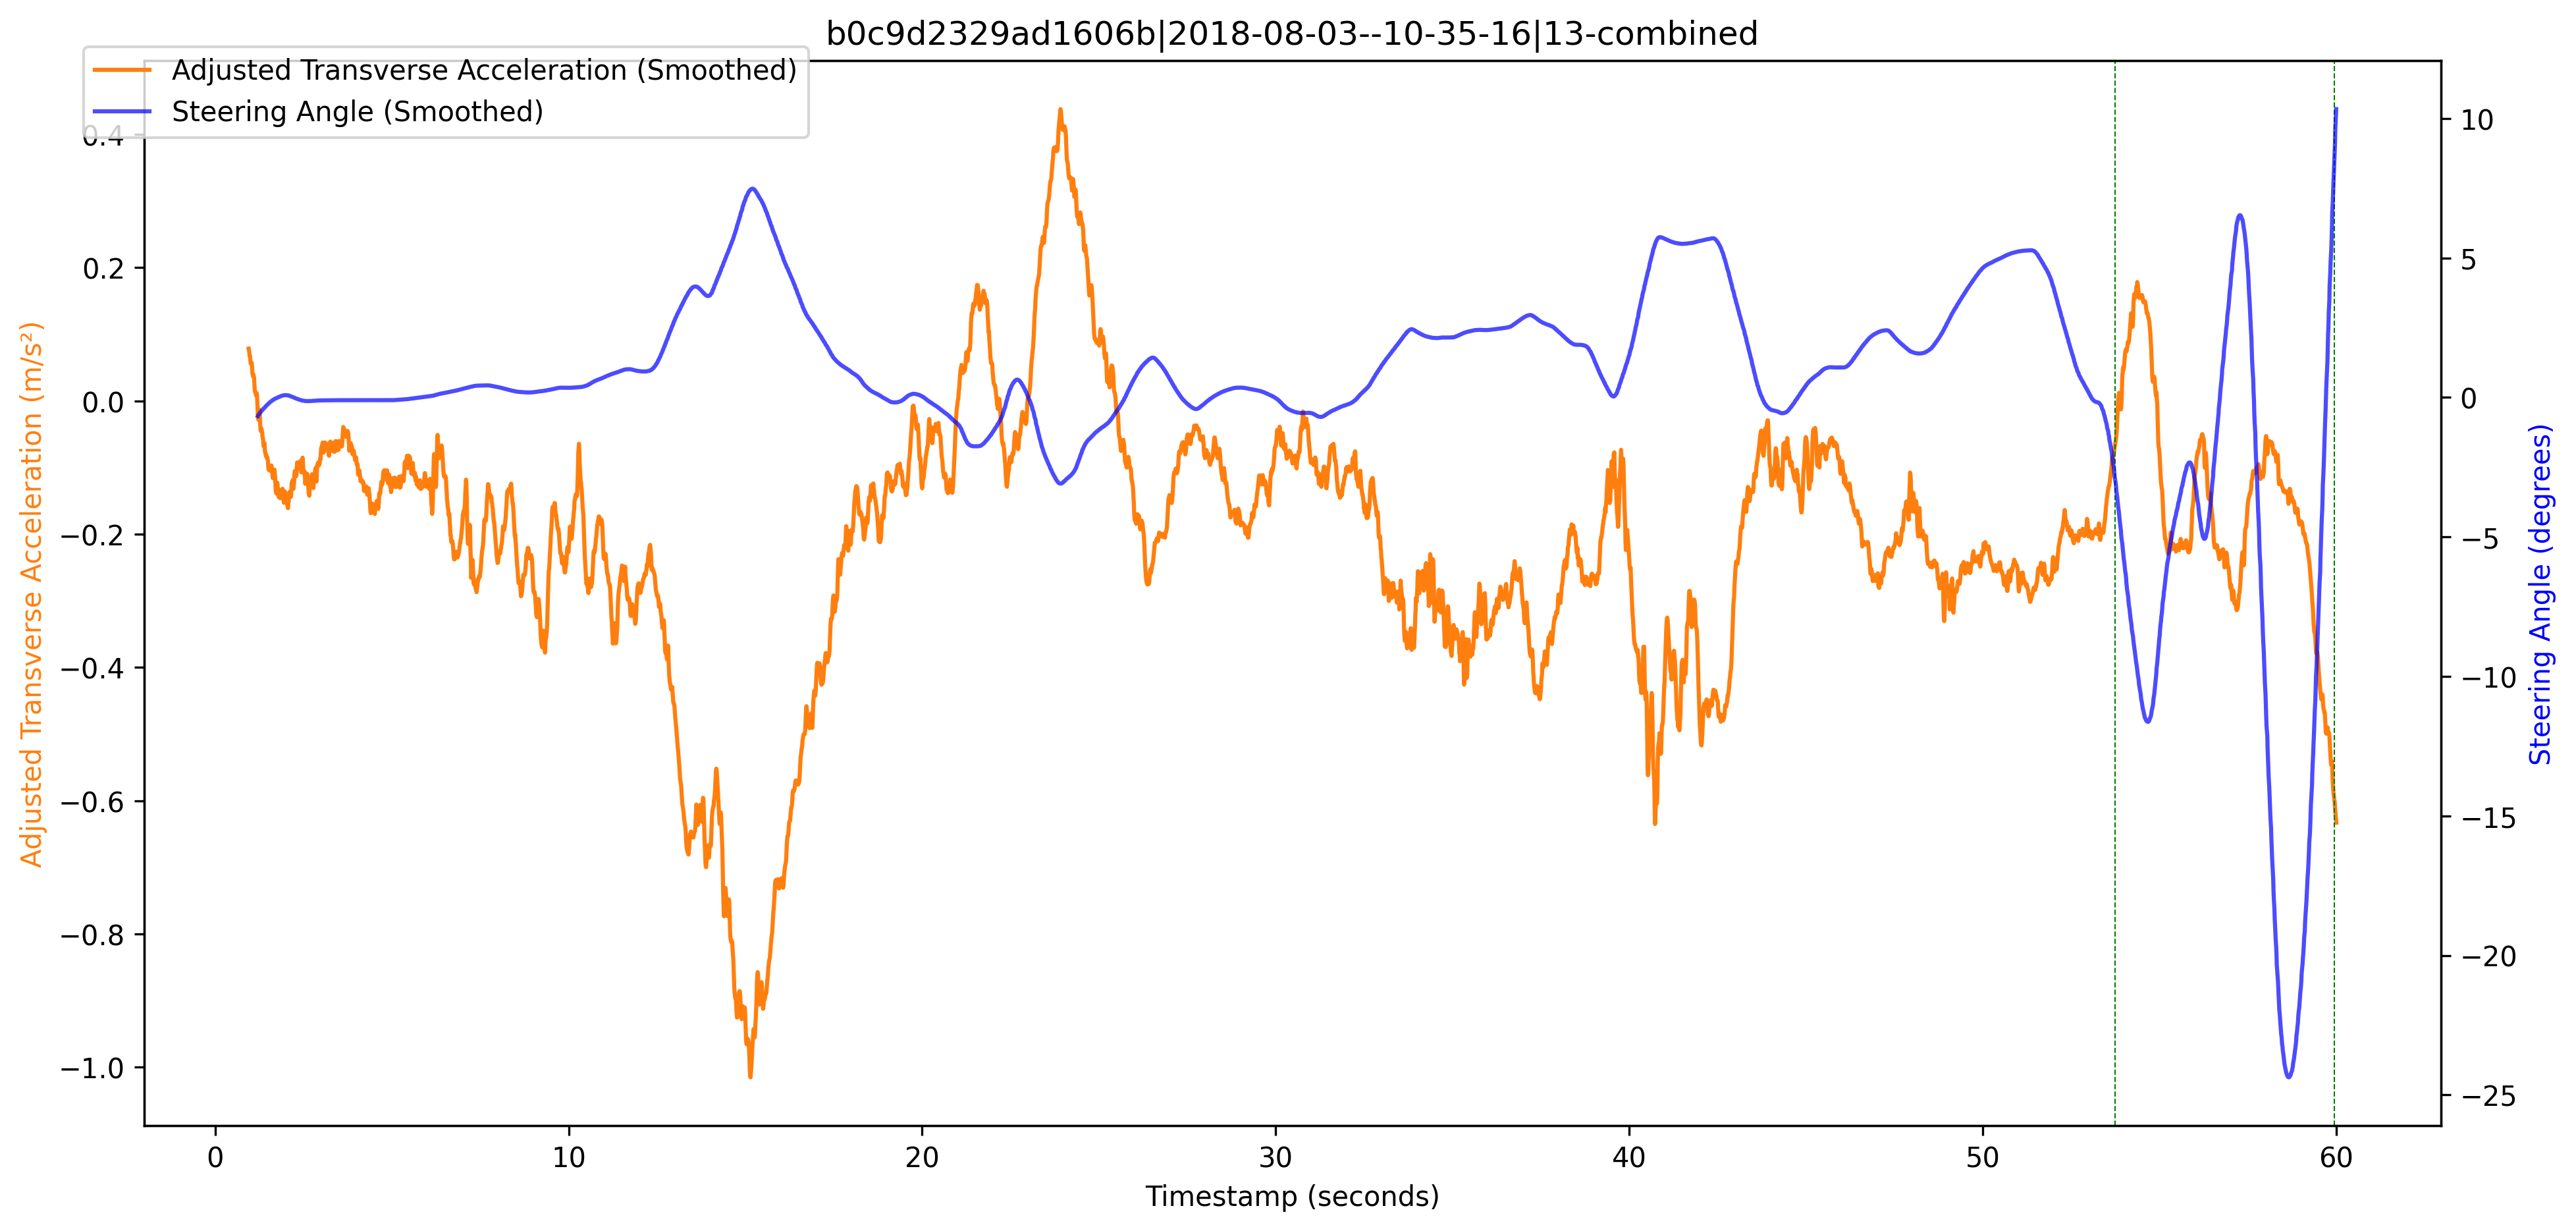 b0c9d2329ad1606b|2018-08-03--10-35-16|13-combined
Adjusted Transverse Acceleration (Smoothed)
Steering Angle (Smoothed)
Adjusted Transverse Acceleration (m/s²)
0.4
0.2
0.0
−0.2
−0.4
−0.6
−0.8
−1.0
10
5
0
−5
−10
−15
−20
−25
Steering Angle (degrees)
0 10 20 30 40 50 60
Timestamp (seconds)